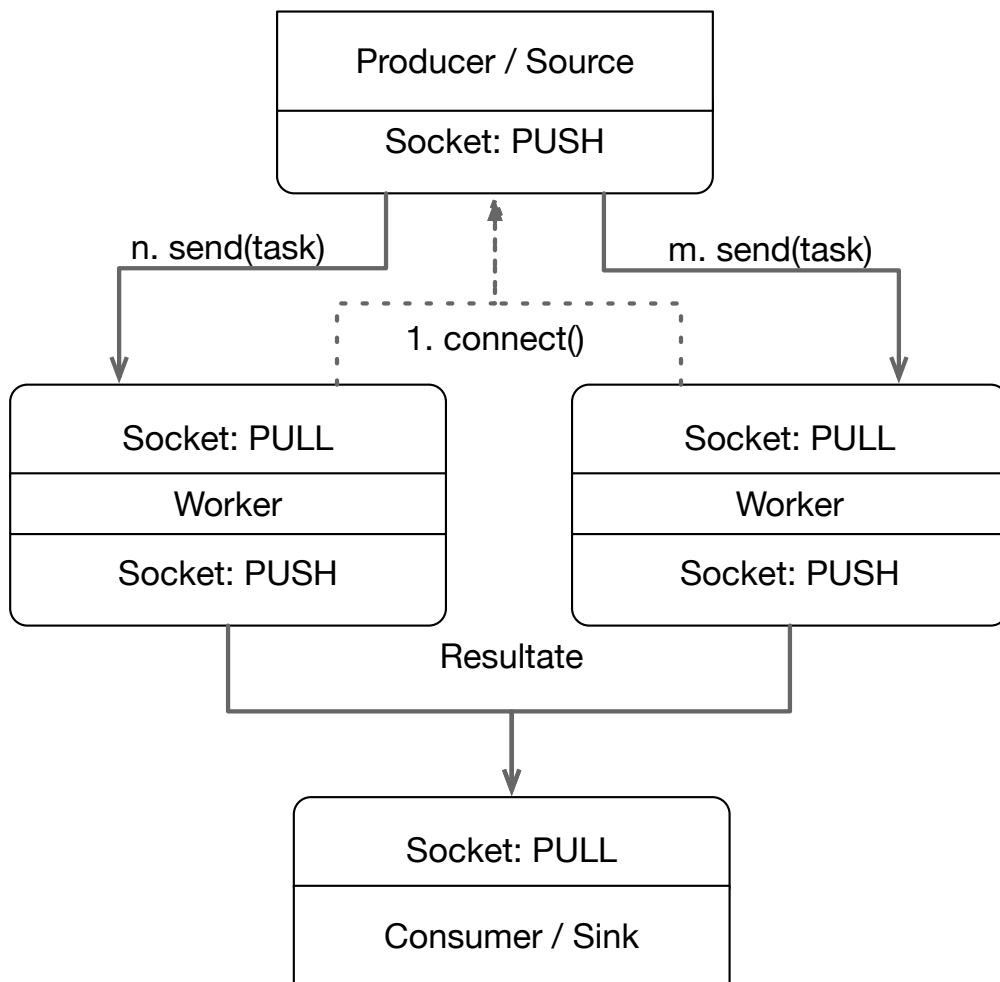 Producer / Source
Socket: PUSH
n. send(task)
m. send(task)
1. connect()
Socket: PULL
Worker
Socket: PUSH
Socket: PULL
Worker
Socket: PUSH
Resultate
Socket: PULL
Consumer / Sink